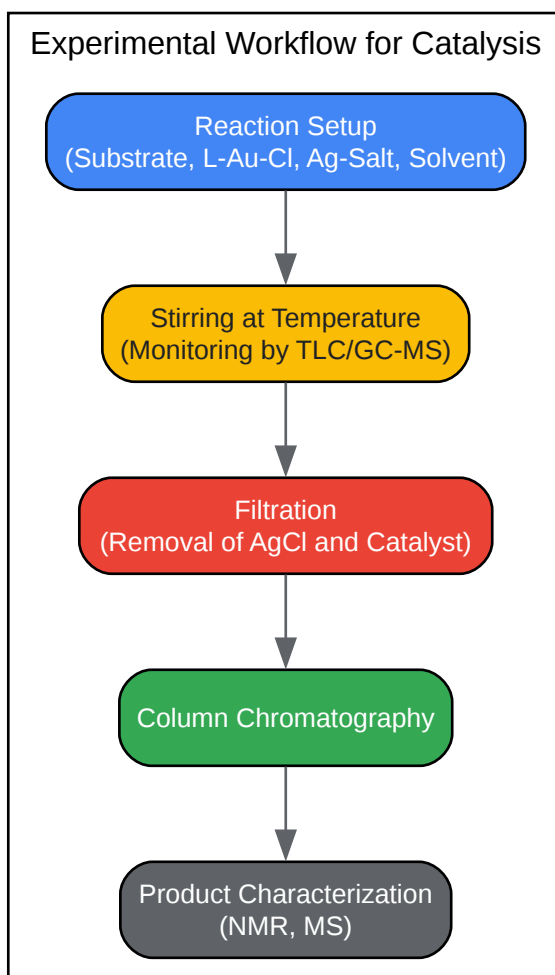 Experimental Workflow for Catalysis
Reaction Setup
(Substrate, L-Au-Cl, Ag-Salt, Solvent)
Stirring at Temperature
(Monitoring by TLC/GC-MS)
Filtration
(Removal of AgCl and Catalyst)
Column Chromatography
Product Characterization
(NMR, MS)